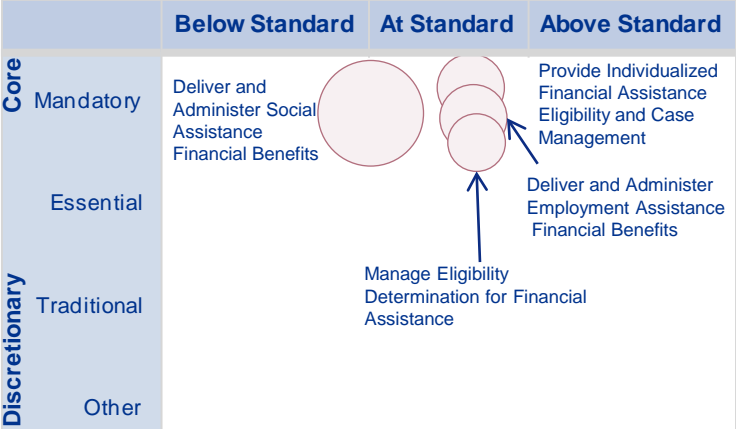 Below Standard
At Standard
Above Standard
Core
Mandatory
Essential
Discretionary
Traditional
Other
Deliver and
Administer Social
Assistance
Financial Benefits
Provide Individualized
Financial Assistance
Eligibility and Case
Management
Deliver and Administer
Employment Assistance
Financial Benefits
Manage Eligibility
Determination for Financial
Assistance